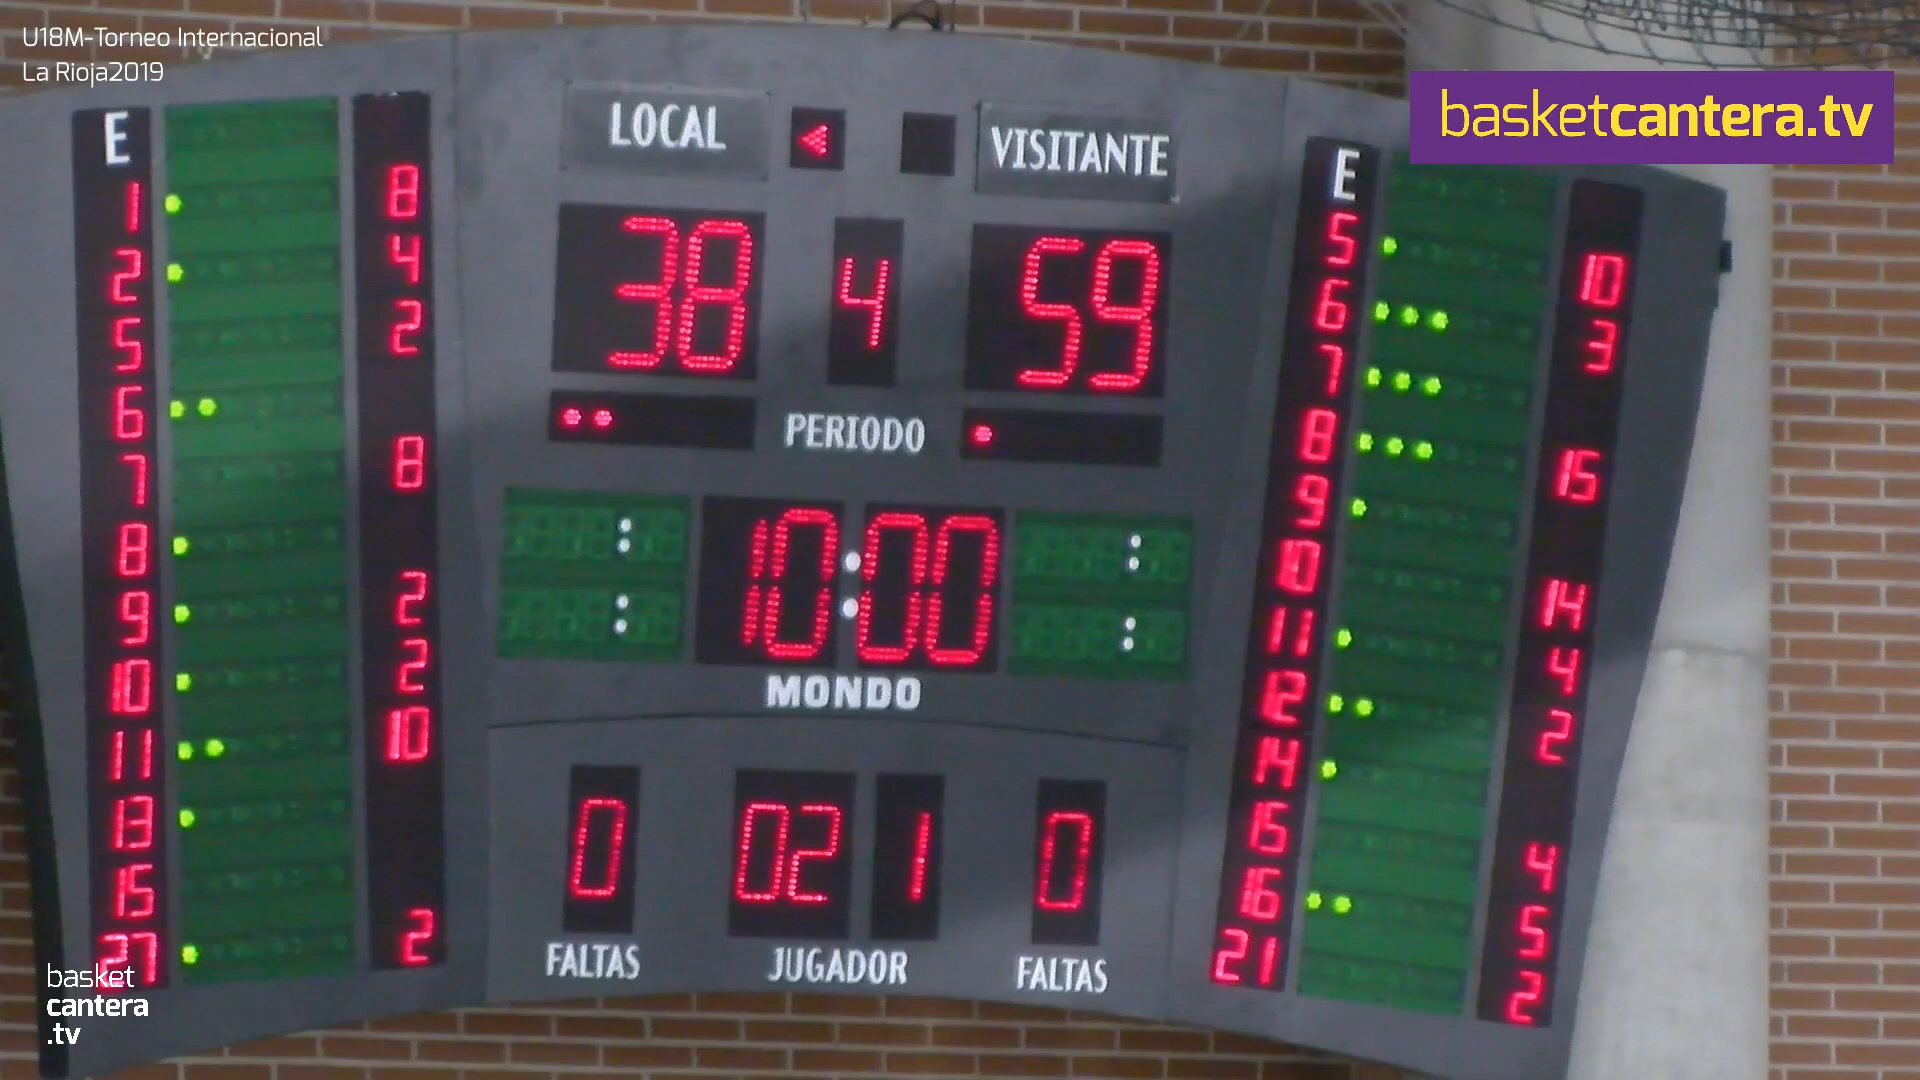 U18M-Torneo Internacional
La Rioja2019
basketcantera.tv
LOCAL
VISITANTE
E
E
1 8
2 4
5 2
6
7 8
8
9 2
10 2
11 10
13
15
27 2
38 4 59
PERIODO
10:00
MONDO
0 02 1 0
FALTAS JUGADOR FALTAS
5 10
6 3
7
8 15
9
10 14
11 4
12 2
14
15 4
16 5
21 2
basket
cantera
.tv